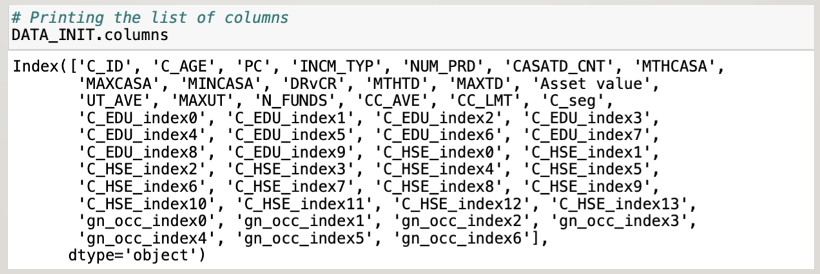 # Printing the list of columns
DATA_INIT.columns
Index(['C_ID', 'C_AGE', 'PC', 'INCM_TYP', 'NUM_PRD', 'CASATD_CNT', 'MTHCASA',
'MAXCASA', 'MINCASA', 'DRvCR', 'MTHTD', 'MAXTD', 'Asset value',
'UT_AVE', 'MAXUT', 'N_FUNDS', 'CC_AVE', 'CC_LMT', 'C_seg',
'C_EDU_index0', 'C_EDU_index1', 'C_EDU_index2', 'C_EDU_index3',
'C_EDU_index4', 'C_EDU_index5', 'C_EDU_index6', 'C_EDU_index7',
'C_EDU_index8', 'C_EDU_index9', 'C_HSE_index0', 'C_HSE_index1',
'C_HSE_index2', 'C_HSE_index3', 'C_HSE_index4', 'C_HSE_index5',
'C_HSE_index6', 'C_HSE_index7', 'C_HSE_index8', 'C_HSE_index9',
'C_HSE_index10', 'C_HSE_index11', 'C_HSE_index12', 'C_HSE_index13',
'gn_occ_index0', 'gn_occ_index1', 'gn_occ_index2', 'gn_occ_index3',
'gn_occ_index4', 'gn_occ_index5', 'gn_occ_index6'],
dtype='object')